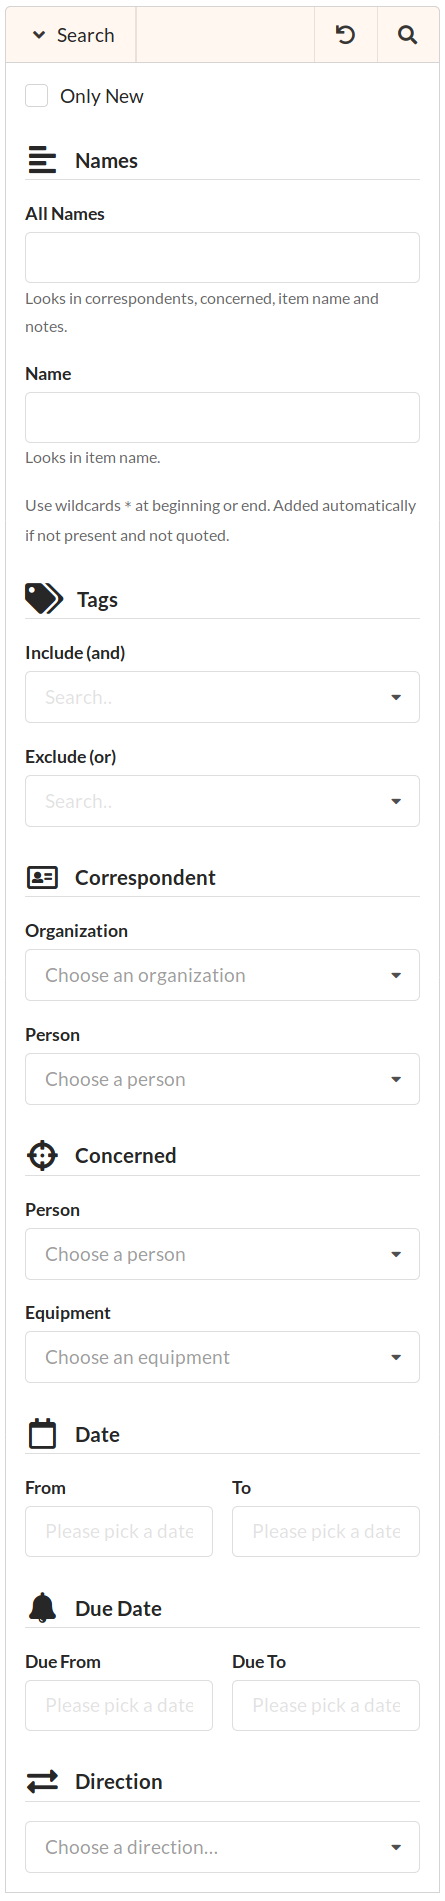 Search
Only New
Names
All Names
Looks in correspondents, concerned, item name and
notes.
Name
Looks in item name.
Use wildcards * at beginning or end. Added automatically
if not present and not quoted.
Tags
Include (and)
Search..
Exclude (or)
Search..
Correspondent
Organization
Choose an organization
Person
Choose a person
Concerned
Person
Choose a person
Equipment
Choose an equipment
Date
From To
Please pick a date Please pick a date
Due Date
Due From Due To
Please pick a date Please pick a date
Direction
Choose a direction...